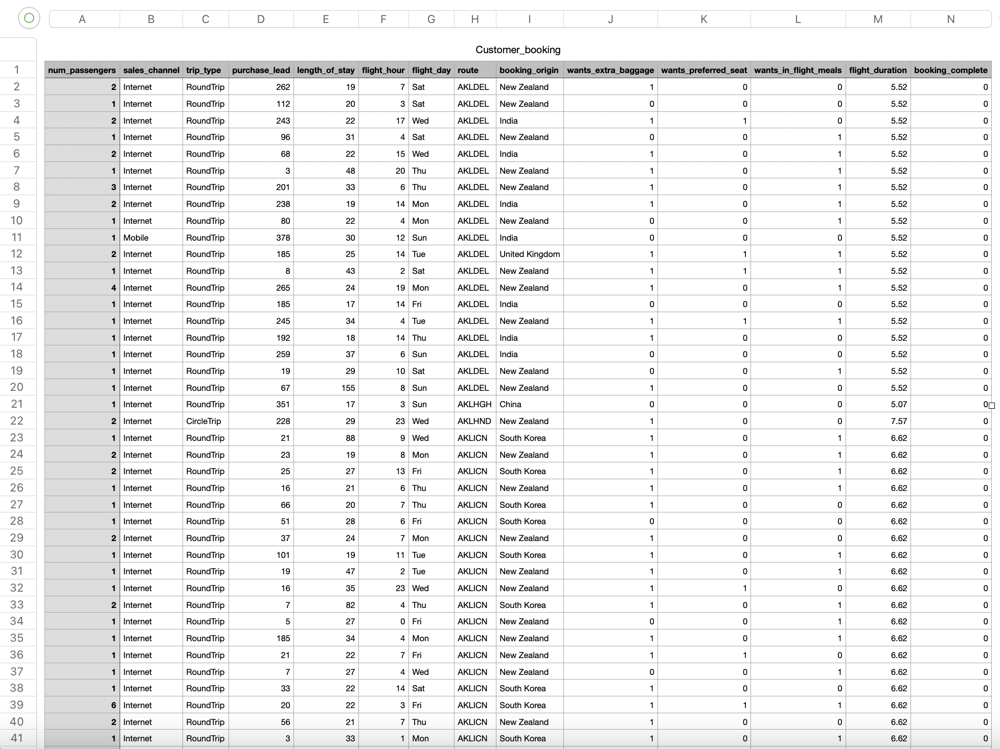 A B C D E F G H I J K L M N
Customer_booking
1 num_passengers sales_channel trip_type purchase_lead length_of_stay flight_hour flight_day route booking_origin wants_extra_baggage wants_preferred_seat wants_in_flight_meals flight_duration booking_complete
2 2 Internet RoundTrip 262 19 7 Sat AKLDEL New Zealand 1 0 0 5.52 0
3 1 Internet RoundTrip 112 20 3 Sat AKLDEL New Zealand 0 0 0 5.52 0
4 2 Internet RoundTrip 243 22 17 Wed AKLDEL India 1 1 0 5.52 0
5 1 Internet RoundTrip 96 31 4 Sat AKLDEL New Zealand 0 0 1 5.52 0
6 2 Internet RoundTrip 68 22 15 Wed AKLDEL India 1 0 1 5.52 0
7 1 Internet RoundTrip 3 48 20 Thu AKLDEL New Zealand 1 0 1 5.52 0
8 3 Internet RoundTrip 201 33 6 Thu AKLDEL New Zealand 1 0 1 5.52 0
9 2 Internet RoundTrip 238 19 14 Mon AKLDEL India 1 0 1 5.52 0
10 1 Internet RoundTrip 80 22 4 Mon AKLDEL New Zealand 0 0 1 5.52 0
11 1 Mobile RoundTrip 378 30 12 Sun AKLDEL India 0 0 0 5.52 0
12 2 Internet RoundTrip 185 25 14 Tue AKLDEL United Kingdom 1 1 1 5.52 0
13 1 Internet RoundTrip 8 43 2 Sat AKLDEL New Zealand 1 1 1 5.52 0
14 4 Internet RoundTrip 265 24 19 Mon AKLDEL New Zealand 1 0 1 5.52 0
15 1 Internet RoundTrip 185 17 14 Fri AKLDEL India 0 0 0 5.52 0
16 1 Internet RoundTrip 245 34 4 Tue AKLDEL New Zealand 1 1 1 5.52 0
17 1 Internet RoundTrip 192 18 14 Thu AKLDEL India 1 0 0 5.52 0
18 1 Internet RoundTrip 259 37 6 Sun AKLDEL India 0 0 0 5.52 0
19 1 Internet RoundTrip 19 29 10 Sat AKLDEL New Zealand 0 0 1 5.52 0
20 1 Internet RoundTrip 67 155 8 Sun AKLDEL New Zealand 1 0 0 5.52 0
21 1 Internet RoundTrip 351 17 3 Sun AKLHGH China 0 0 0 5.07 0
22 2 Internet CircleTrip 228 29 23 Wed AKLHND New Zealand 1 0 0 7.57 0
23 1 Internet RoundTrip 21 88 9 Wed AKLICN South Korea 1 0 1 6.62 0
24 2 Internet RoundTrip 23 19 8 Mon AKLICN New Zealand 1 0 1 6.62 0
25 2 Internet RoundTrip 25 27 13 Fri AKLICN South Korea 1 0 1 6.62 0
26 1 Internet RoundTrip 16 21 6 Thu AKLICN New Zealand 1 0 1 6.62 0
27 1 Internet RoundTrip 66 20 7 Thu AKLICN South Korea 1 0 0 6.62 0
28 1 Internet RoundTrip 51 28 6 Fri AKLICN South Korea 0 0 0 6.62 0
29 2 Internet RoundTrip 37 24 7 Mon AKLICN New Zealand 1 0 0 6.62 0
30 1 Internet RoundTrip 101 19 11 Tue AKLICN South Korea 1 0 1 6.62 0
31 1 Internet RoundTrip 19 47 2 Tue AKLICN New Zealand 1 0 1 6.62 0
32 1 Internet RoundTrip 16 35 23 Wed AKLICN New Zealand 1 1 0 6.62 0
33 2 Internet RoundTrip 7 82 4 Thu AKLICN South Korea 1 0 1 6.62 0
34 1 Internet RoundTrip 5 27 0 Fri AKLICN New Zealand 0 0 1 6.62 0
35 1 Internet RoundTrip 185 34 4 Mon AKLICN New Zealand 1 0 1 6.62 0
36 1 Internet RoundTrip 21 22 7 Fri AKLICN New Zealand 1 1 0 6.62 0
37 1 Internet RoundTrip 7 27 4 Wed AKLICN New Zealand 0 0 1 6.62 0
38 1 Internet RoundTrip 33 22 14 Sat AKLICN South Korea 1 0 0 6.62 0
39 6 Internet RoundTrip 20 22 3 Fri AKLICN South Korea 1 1 1 6.62 0
40 2 Internet RoundTrip 56 21 7 Thu AKLICN New Zealand 1 0 0 6.62 0
41 1 Internet RoundTrip 3 33 1 Mon AKLICN South Korea 1 0 1 6.62 0